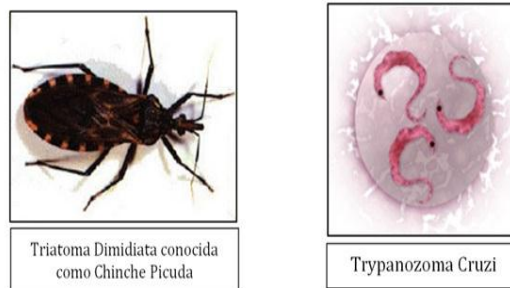 Triatoma Dimidiata conocida
como Chinche Picuda
Trypanozoma Cruzi